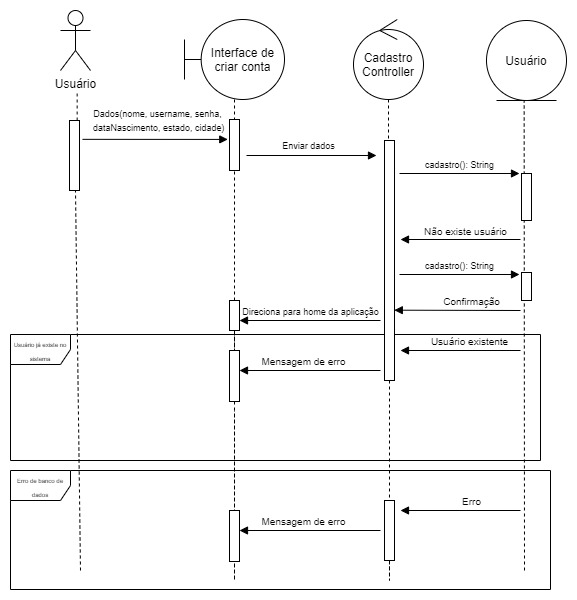 Usuário
Interface de
criar conta
Cadastro
Controller
Usuário
Dados(nome, username, senha,
dataNascimento, estado, cidade)
Enviar dados
cadastro(): String
Não existe usuário
cadastro(): String
Confirmação
Direciona para home da aplicação
Usuário já existe no
sistema
Usuário existente
Mensagem de erro
Erro de banco de
dados
Erro
Mensagem de erro